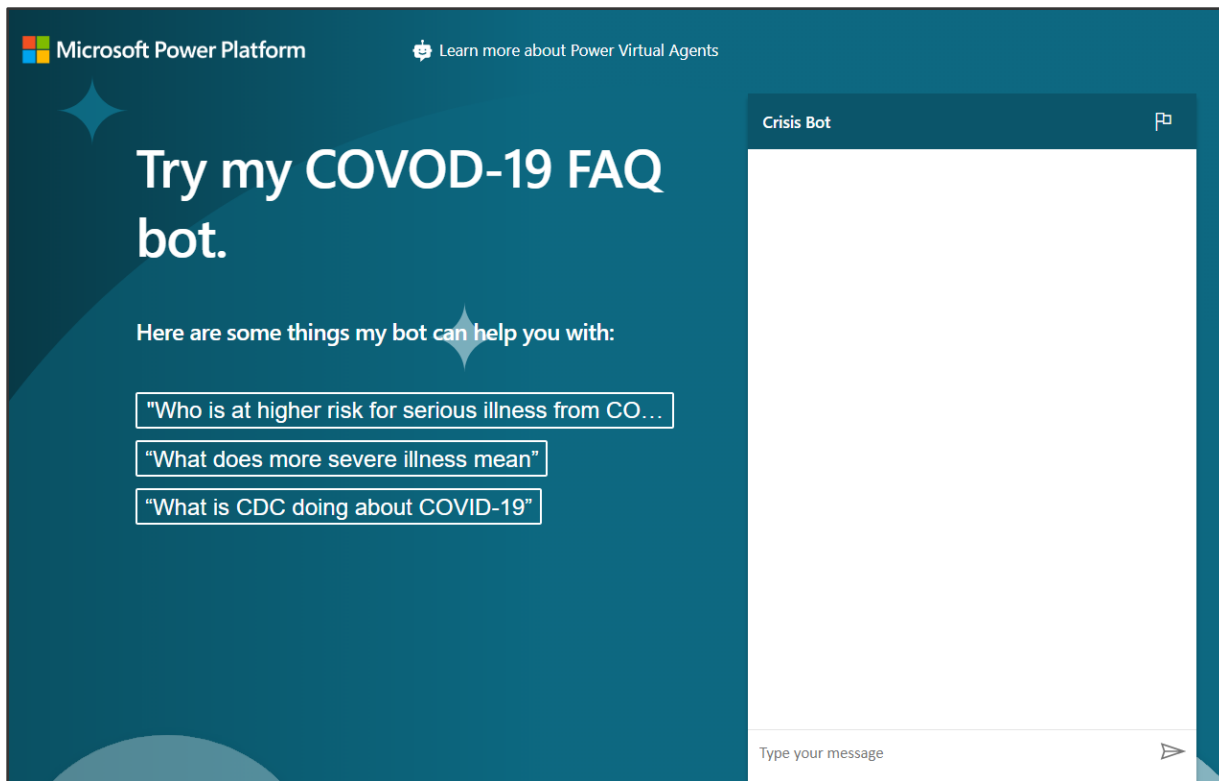 Microsoft Power Platform
Learn more about Power Virtual Agents
Try my COVOD-19 FAQ
bot.
Here are some things my bot can help you with:
"Who is at higher risk for serious illness from CO…
“What does more severe illness mean”
“What is CDC doing about COVID-19”
Crisis Bot
Type your message